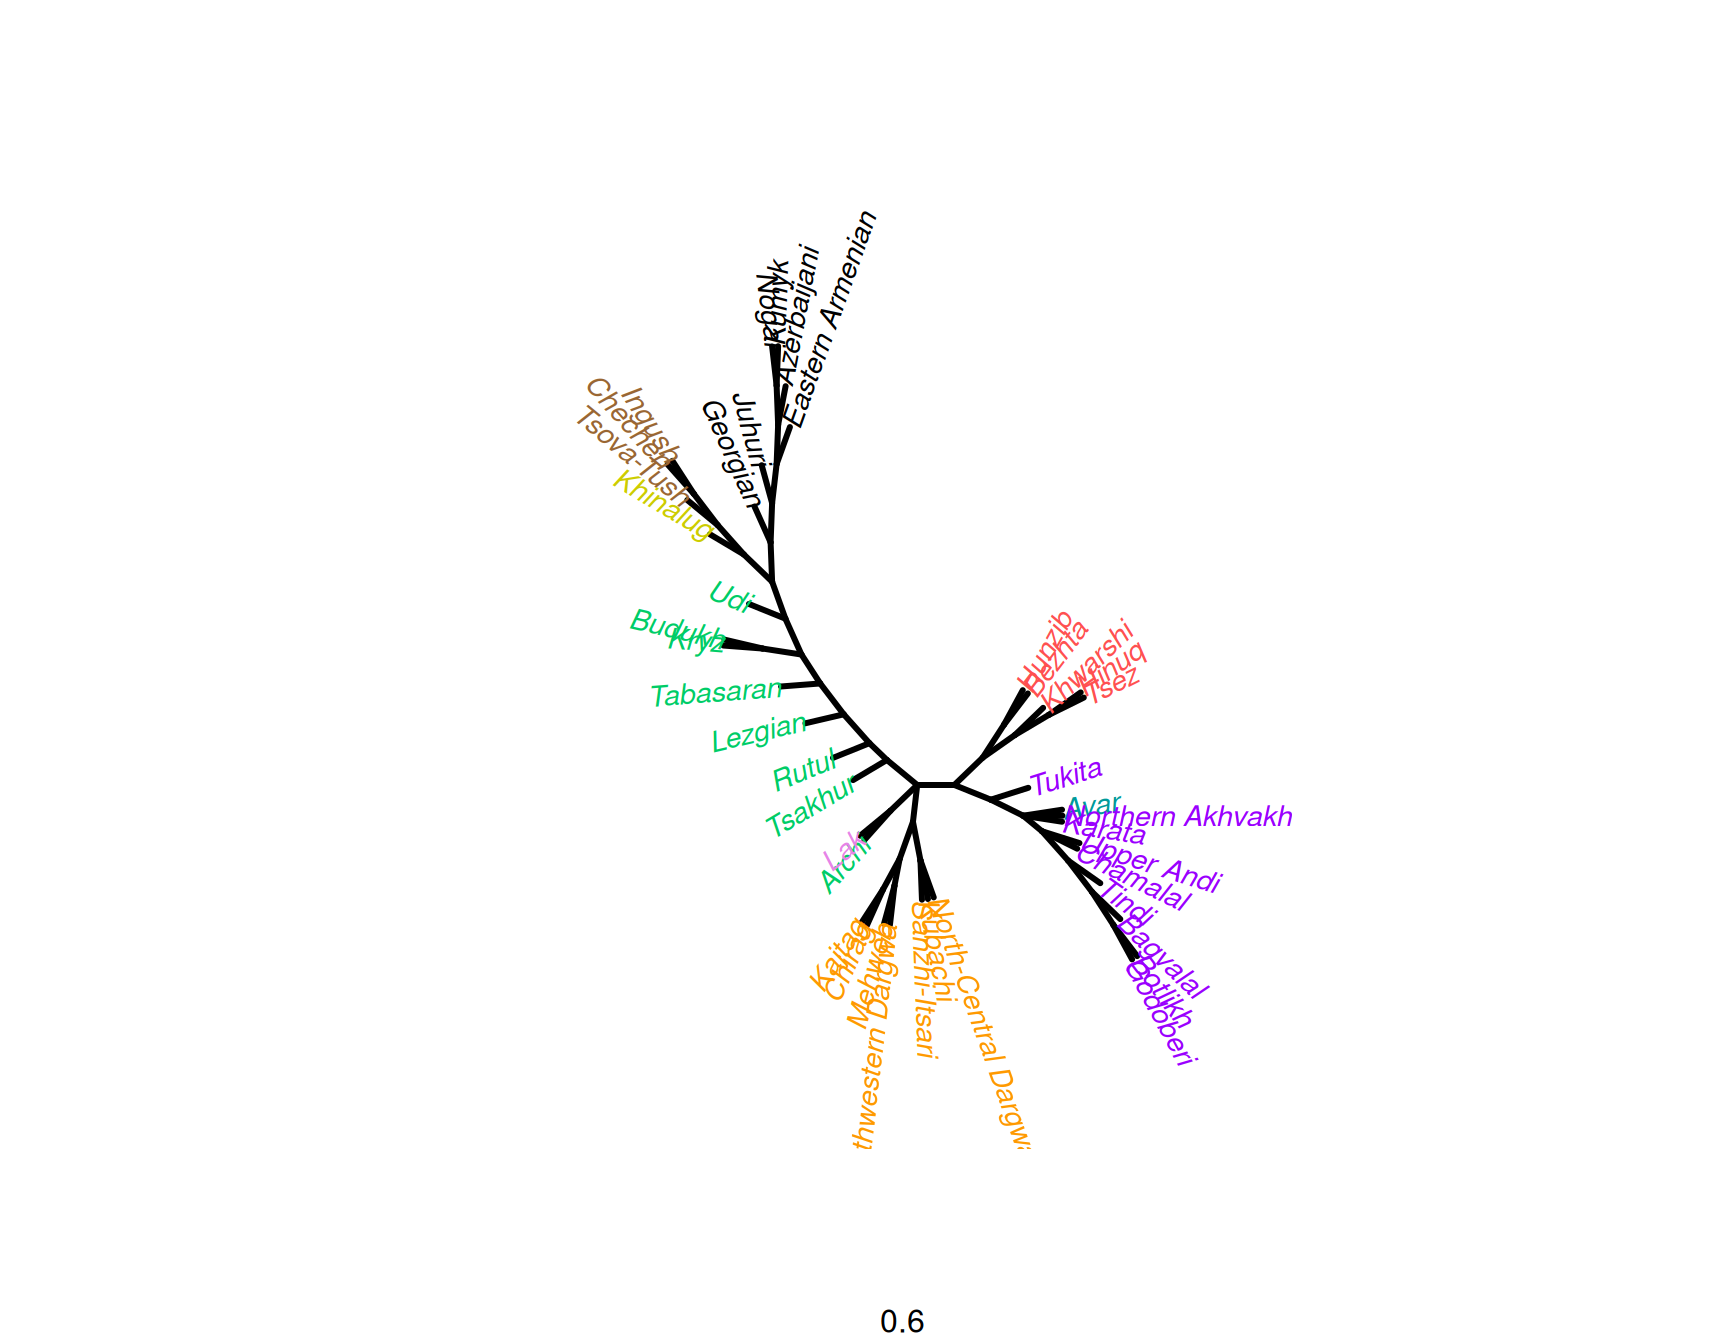 Nogai
Kumyk
Azerbaijani
Eastern Armenian
Juhuri
Georgian
Ingush
Chechen
Tsova-Tush
Khinalug
Udi
Budukh
Kryz
Tabasaran
Lezgian
Rutul
Tsakhur
Lak
Archi
Hunzib
Bezhta
Khwarshi
Hinuq
Tsez
Tukita
Avar
Northern Akhvakh
Karata
Upper Andi
Chamalal
Tindi
Bagvalal
Botlikh
Godoberi
Kaitag
Chirag
Mehweb
thwestern Dargwa
Sanzhi-Itsari
Kubachi
North-Central Dargwa
0.6